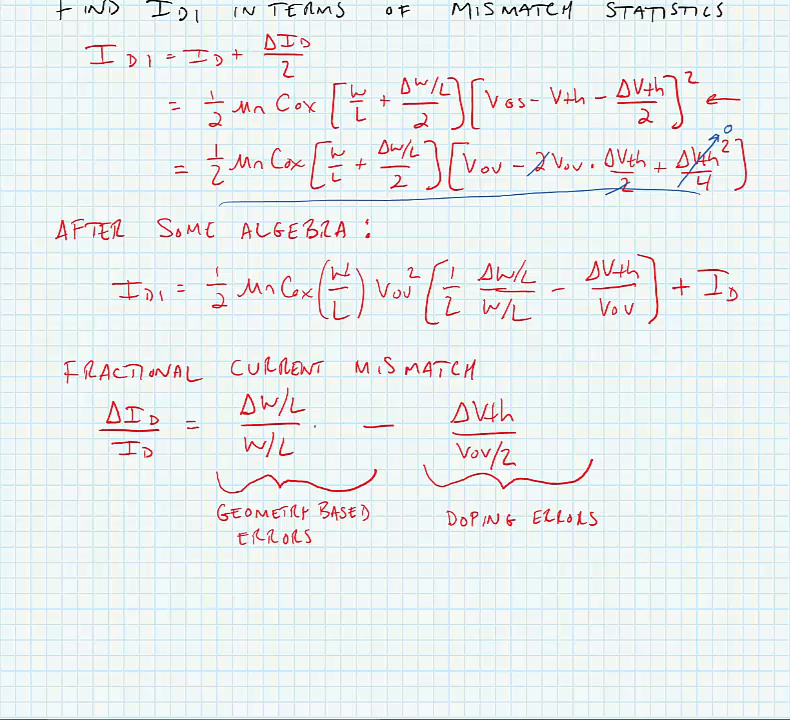 FIND ID1 IN TERMS OF MISMATCH STATISTICS
ID1 = ID + ΔID/2
= 1/2 μn Cox [W/L + ΔW/L/2] [VGS - Vth - ΔVth/2]² ←
= 1/2 μn Cox [W/L + ΔW/L/2] [VOV - 2VOV · ΔVth/2 + ΔVth²/4] 0
AFTER SOME ALGEBRA:
ID1 = 1/2 μn Cox (W/L) VOV² (1/2 ΔW/L/W/L - ΔVth/VOV) + ID
FRACTIONAL CURRENT MISMATCH
ΔID/ID = ΔW/L/W/L - ΔVth/VOV/2
GEOMETRY BASED ERRORS
DOPING ERRORS